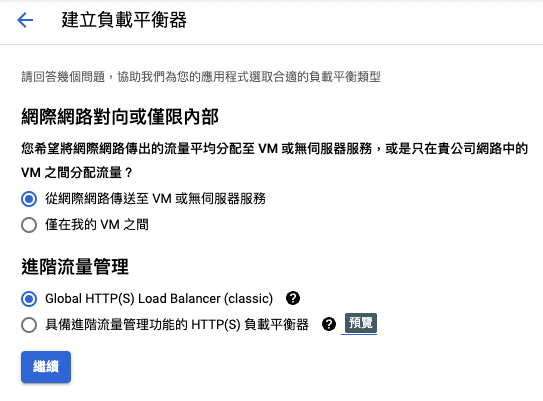 建立負載平衡器
請回答幾個問題，協助我們為您的應用程式選取合適的負載平衡類型
網際網路對向或僅限內部
您希望將網際網路傳出的流量平均分配至 VM 或無伺服器服務，或是只在貴公司網路中的
VM 之間分配流量？
從網際網路傳送至 VM 或無伺服器服務
僅在我的 VM 之間
進階流量管理
Global HTTP(S) Load Balancer (classic) ?
具備進階流量管理功能的 HTTP(S) 負載平衡器 ? 預覽
繼續